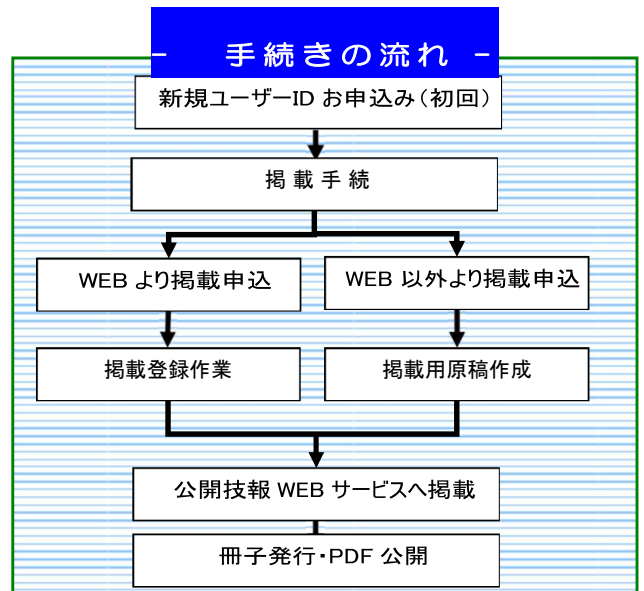 - 手続きの流れ -
新規ユーザーID お申込み（初回）
掲載手続
WEB より掲載申込
WEB 以外より掲載申込
掲載登録作業
掲載用原稿作成
公開技報 WEB サービスへ掲載
冊子発行・PDF 公開